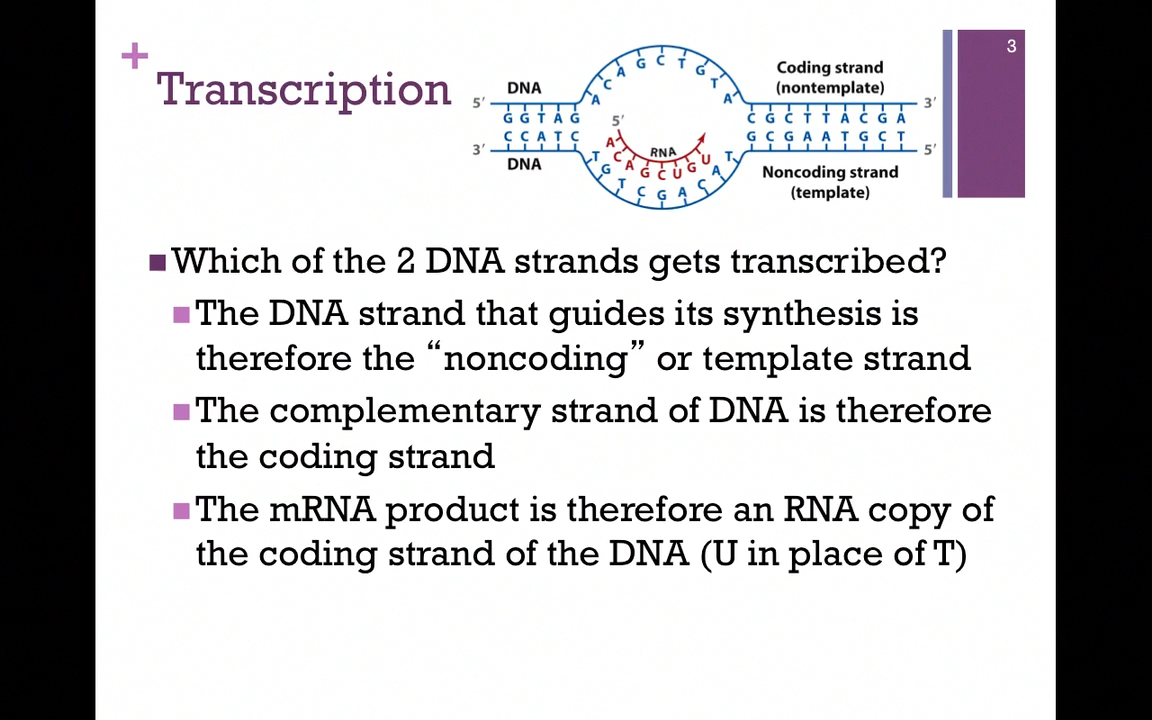 +
Transcription
3
DNA
5′
G G T A G
C C A T C
3′
DNA
A C A G C T G T A
5′
A C A G C U G U
RNA
T G T C G A C A T
Coding strand
(nontemplate)
3′
C G C T T A C G A
G C G A A T G C T
5′
Noncoding strand
(template)
Which of the 2 DNA strands gets transcribed?
The DNA strand that guides its synthesis is
therefore the “noncoding” or template strand
The complementary strand of DNA is therefore
the coding strand
The mRNA product is therefore an RNA copy of
the coding strand of the DNA (U in place of T)